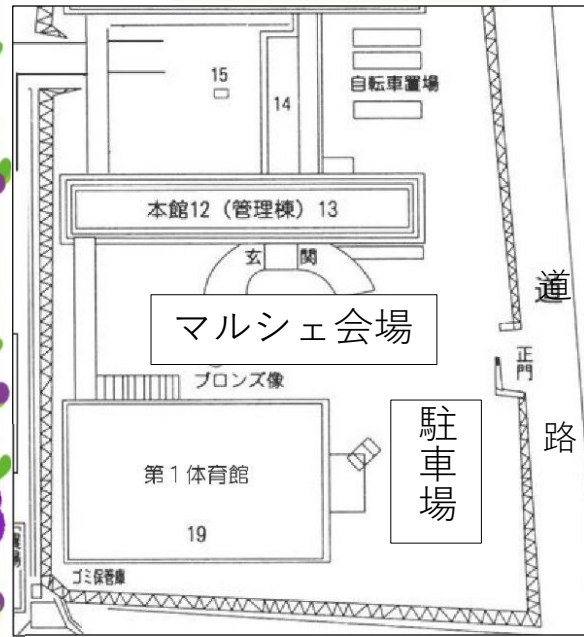 15
14
自転車置場
本館12（管理棟）13
玄関
道
マルシェ会場
正門
ブロンズ像
駐車場
路
第1体育館
19
ゴミ保管庫